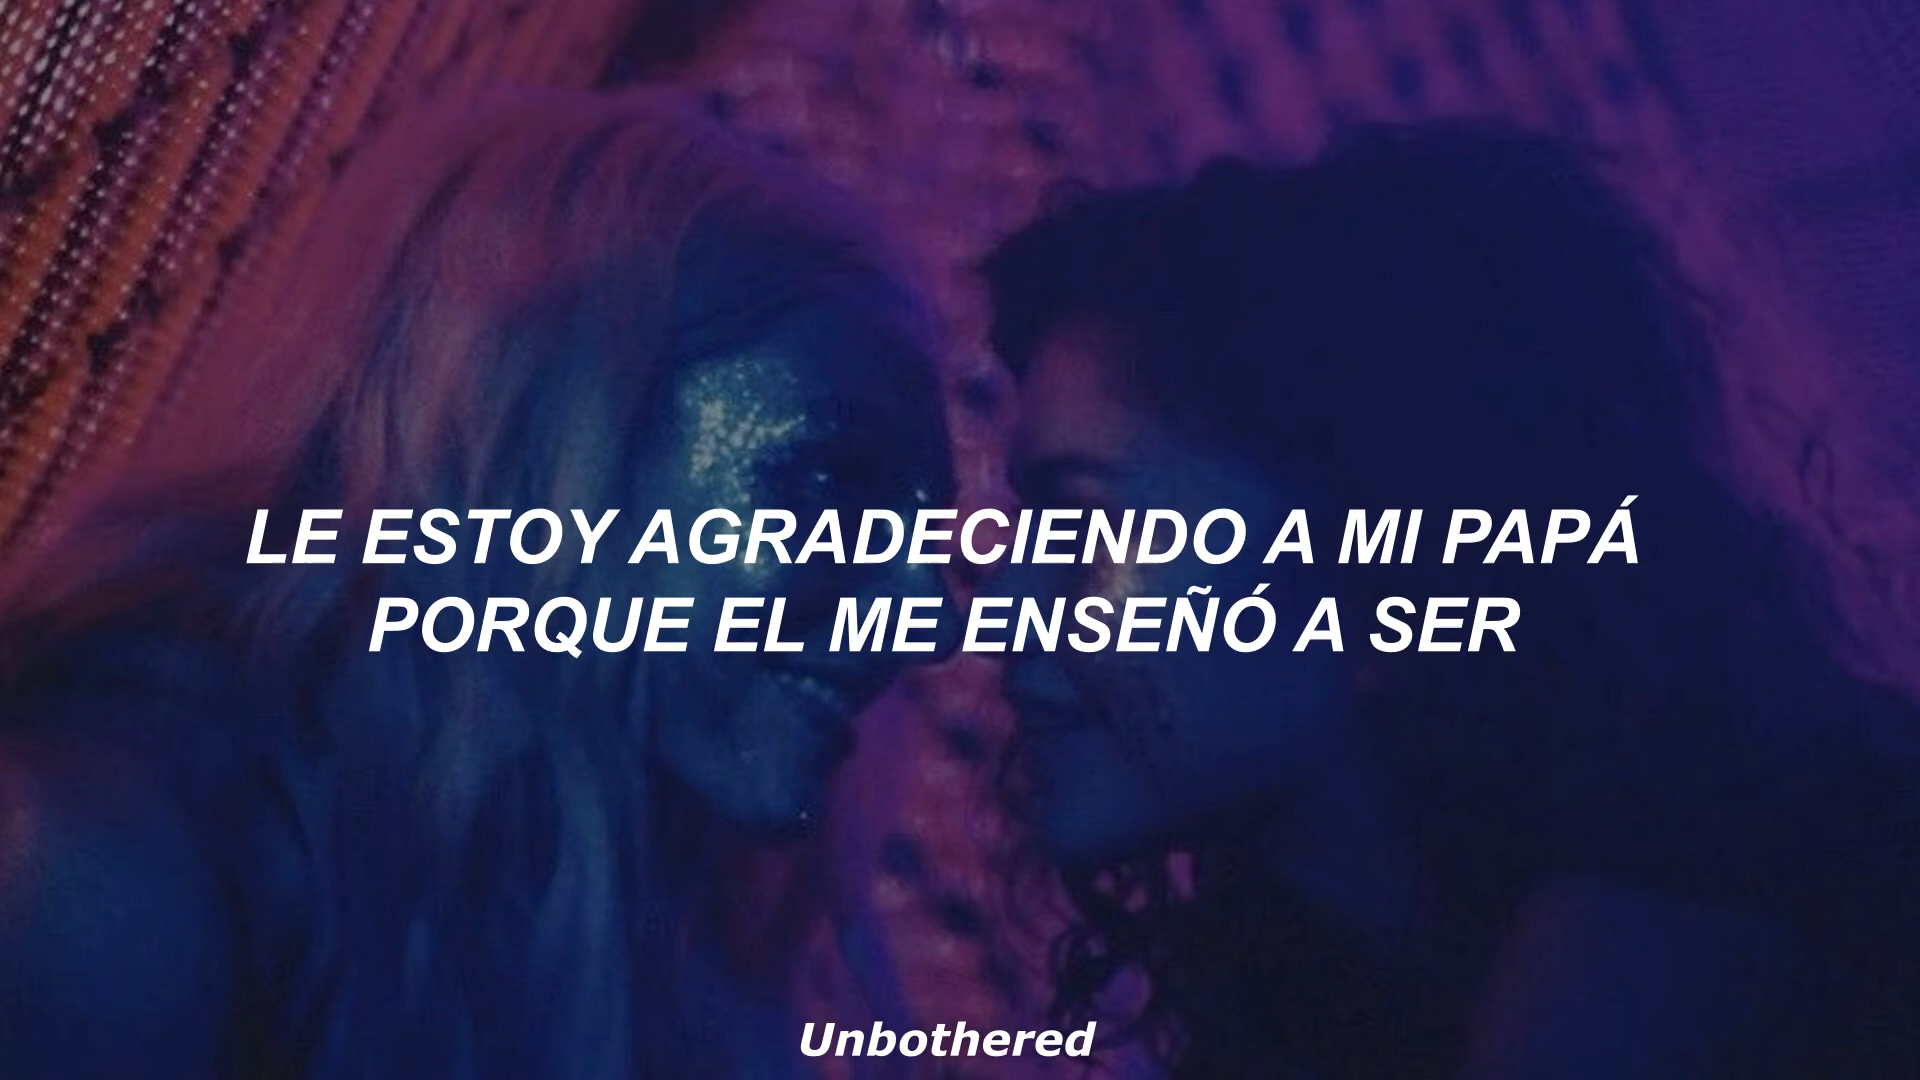 LE ESTOY AGRADECIENDO A MI PAPÁ
PORQUE EL ME ENSEÑÓ A SER
Unbothered